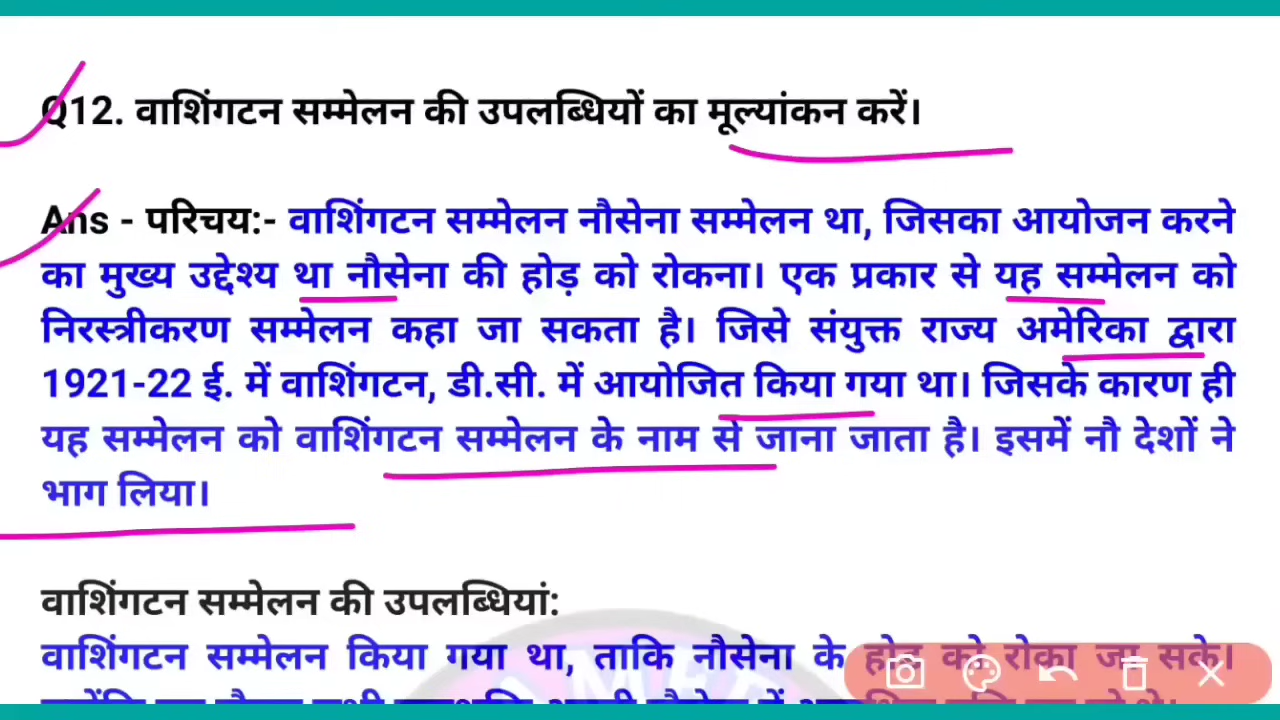 Q12. वाशिंगटन सम्मेलन की उपलब्धियों का मूल्यांकन करें।
Ans - परिचय:- वाशिंगटन सम्मेलन नौसेना सम्मेलन था, जिसका आयोजन करने
का मुख्य उद्देश्य था नौसेना की होड़ को रोकना। एक प्रकार से यह सम्मेलन को
निरस्त्रीकरण सम्मेलन कहा जा सकता है। जिसे संयुक्त राज्य अमेरिका द्वारा
1921-22 ई. में वाशिंगटन, डी.सी. में आयोजित किया गया था। जिसके कारण ही
यह सम्मेलन को वाशिंगटन सम्मेलन के नाम से जाना जाता है। इसमें नौ देशों ने
भाग लिया।
वाशिंगटन सम्मेलन की उपलब्धियां:
वाशिंगटन सम्मेलन किया गया था, ताकि नौसेना के होड़ को रोका जा सके।